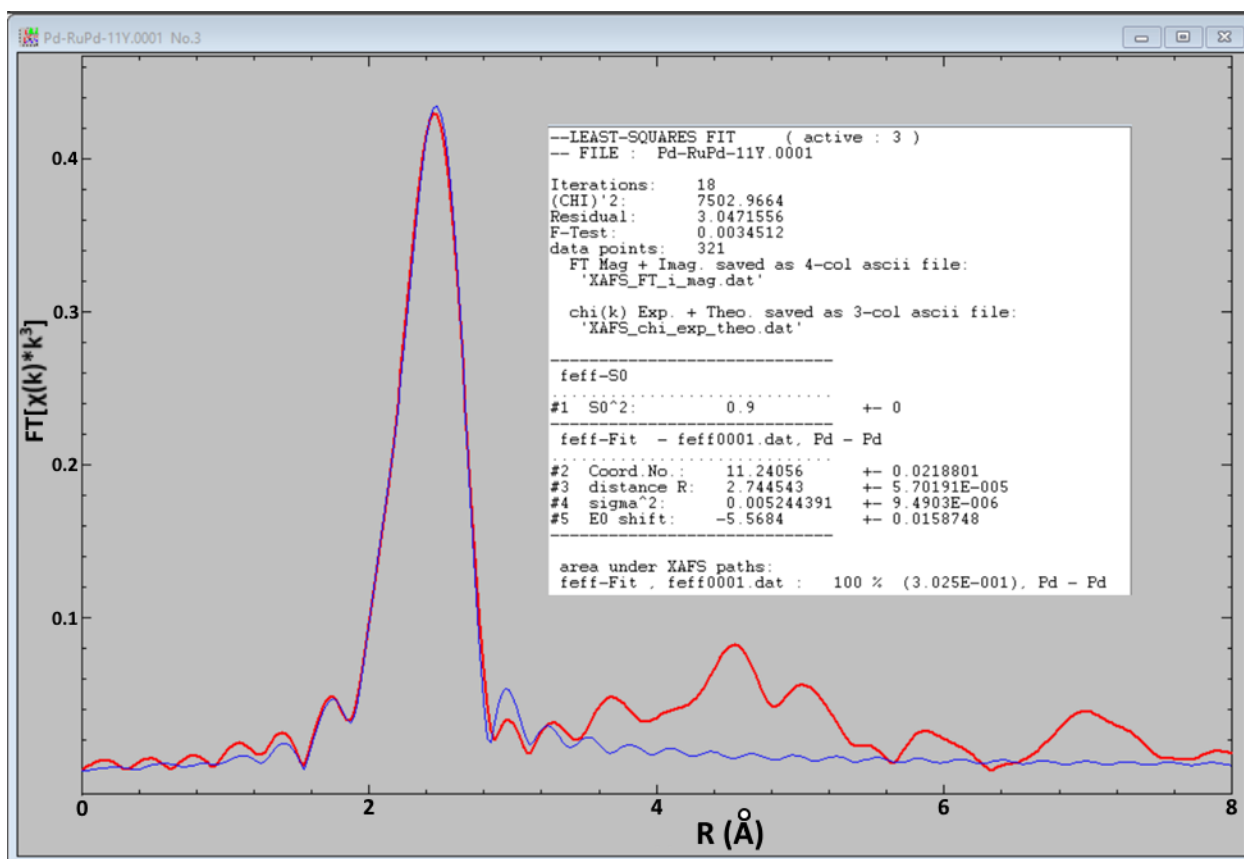 Pd-RuPd-11Y.0001 No.3
--LEAST-SQUARES FIT ( active : 3 )
-- FILE : Pd-RuPd-11Y.0001
Iterations: 18
(CHI)'2: 7502.9664
Residual: 3.0471556
F-Test: 0.0034512
data points: 321
FT Mag + Imag. saved as 4-col ascii file:
'XAFS_FT_i_mag.dat'
chi(k) Exp. + Theo. saved as 3-col ascii file:
'XAFS_chi_exp_theo.dat'
------------------------------
feff-S0
..............................
#1 S0^2: 0.9 +- 0
------------------------------
feff-Fit - feff0001.dat, Pd - Pd
..............................
#2 Coord.No.: 11.24056 +- 0.0218801
#3 distance R: 2.744543 +- 5.70191E-005
#4 sigma^2: 0.005244391 +- 9.4903E-006
#5 E0 shift: -5.5684 +- 0.0158748
------------------------------
area under XAFS paths:
feff-Fit , feff0001.dat : 100 % (3.025E-001), Pd - Pd
FT[χ(k)*k³]
0.4
0.3
0.2
0.1
0 2 4 6 8
R (Å)